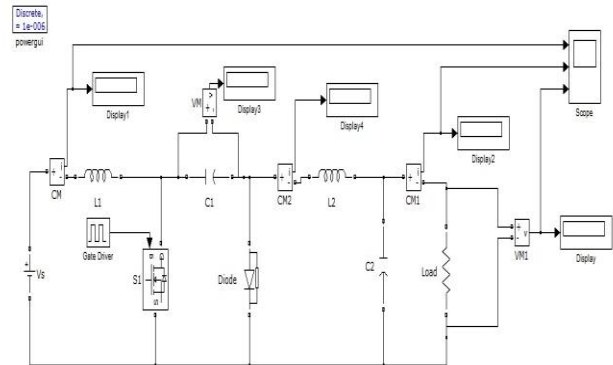 Discrete,
= 1e-006
powergui
Display1
VM
Display3
Display4
Scope
Display2
CM
L1
C1
CM2
L2
CM1
Gate Driver
S1
Vs
Diode
C2
Load
VM1
Display